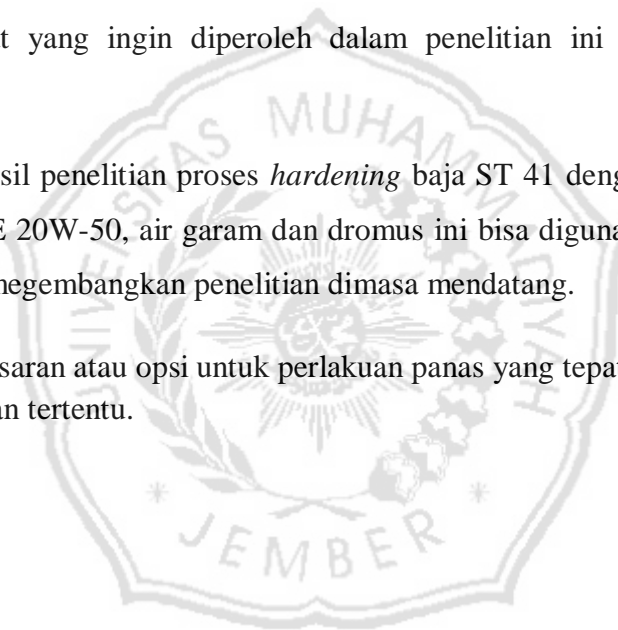 t yang ingin diperoleh dalam penelitian ini
sil penelitian proses hardening baja ST 41 deng
E 20W-50, air garam dan dromus ini bisa diguna
negembangkan penelitian dimasa mendatang.
saran atau opsi untuk perlakuan panas yang tepat
an tertentu.
UNIVERSITAS MUHAMMADIYAH
JEMBER